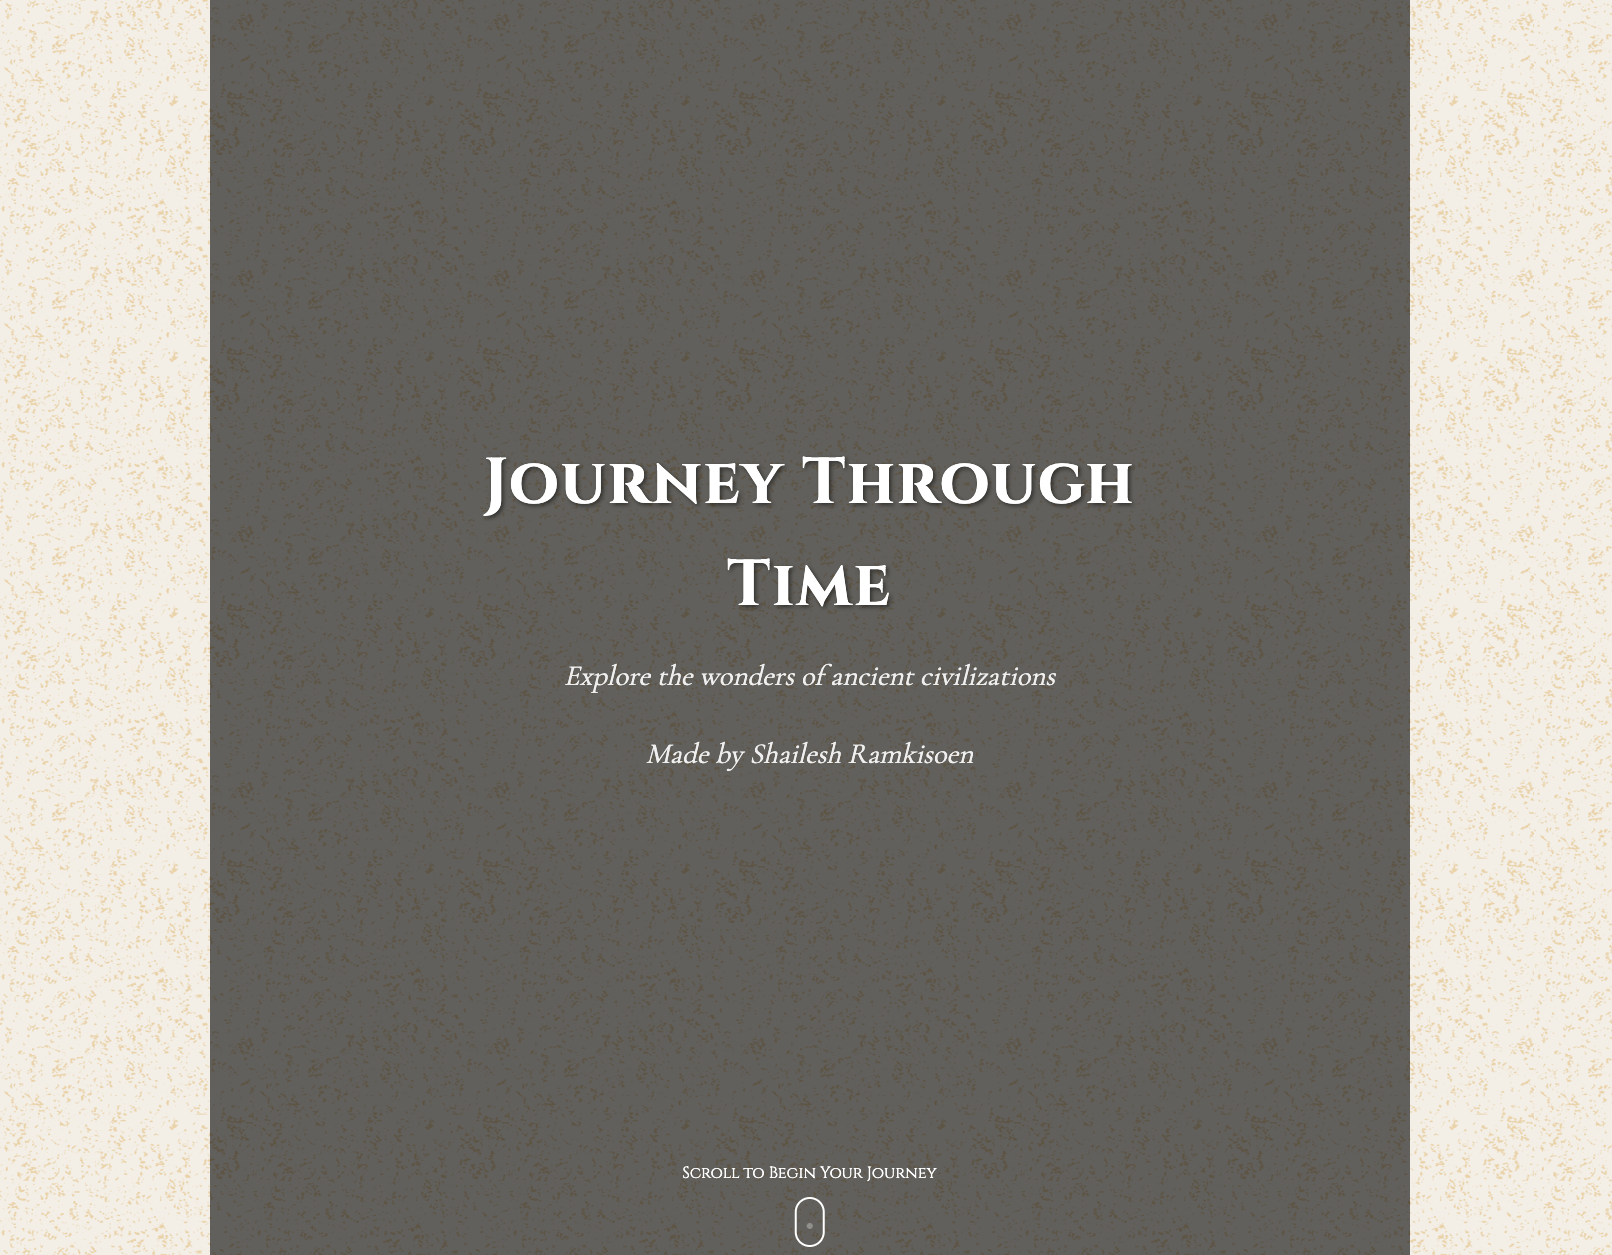 Journey Through
Time
Explore the wonders of ancient civilizations
Made by Shailesh Ramkisoen
Scroll to Begin Your Journey